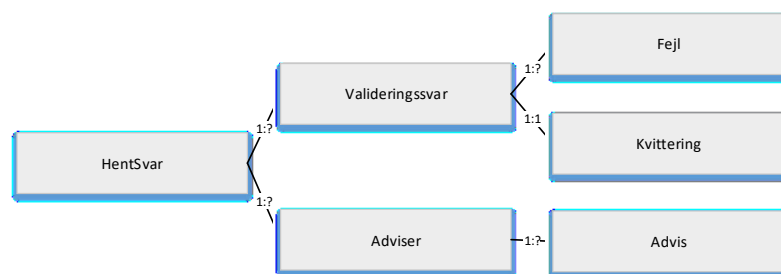 Fejl
1:?
Valideringssvar
1:1
1:?
Kvittering
HentSvar
1:?
Adviser
1:?
Advis